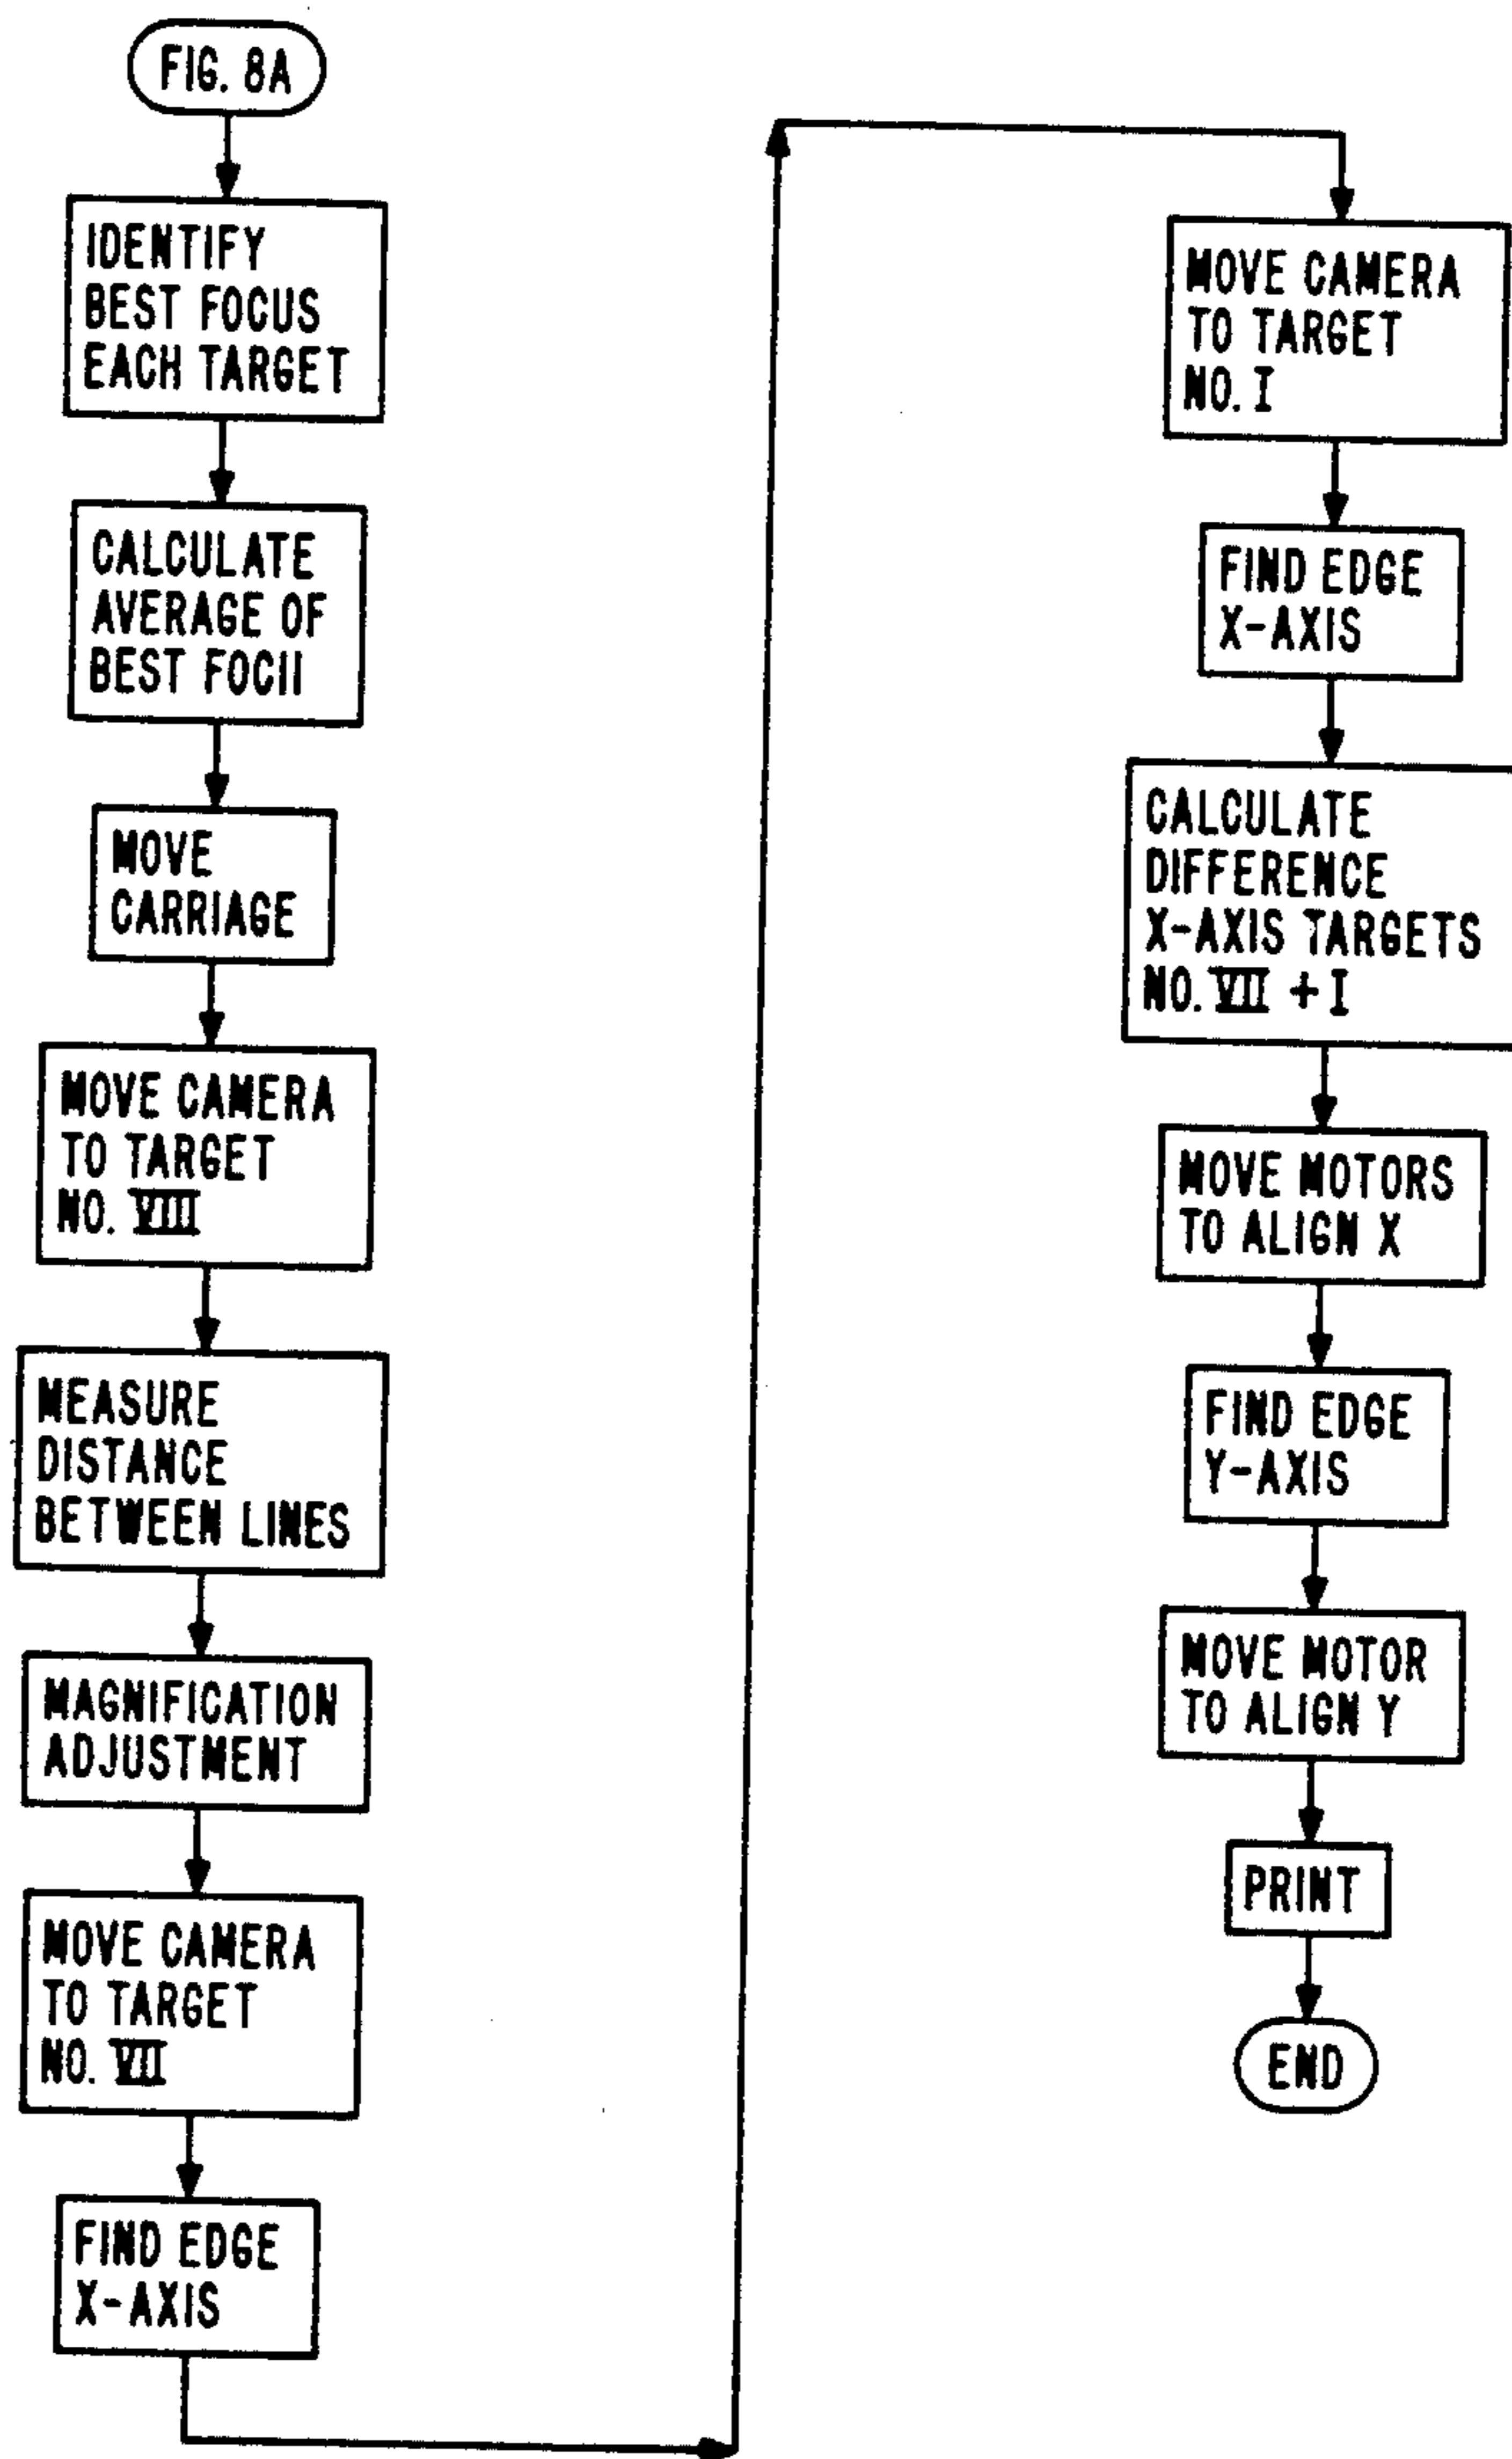 FIG. 8A
IDENTIFY
BEST FOCUS
EACH TARGET
CALCULATE
AVERAGE OF
BEST FOCII
MOVE
CARRIAGE
MOVE CAMERA
TO TARGET
NO. VIII
MEASURE
DISTANCE
BETWEEN LINES
MAGNIFICATION
ADJUSTMENT
MOVE CAMERA
TO TARGET
NO. VII
FIND EDGE
X-AXIS
MOVE CAMERA
TO TARGET
NO. I
FIND EDGE
X-AXIS
CALCULATE
DIFFERENCE
X-AXIS TARGETS
NO. VII + I
MOVE MOTORS
TO ALIGN X
FIND EDGE
Y-AXIS
MOVE MOTOR
TO ALIGN Y
PRINT
END